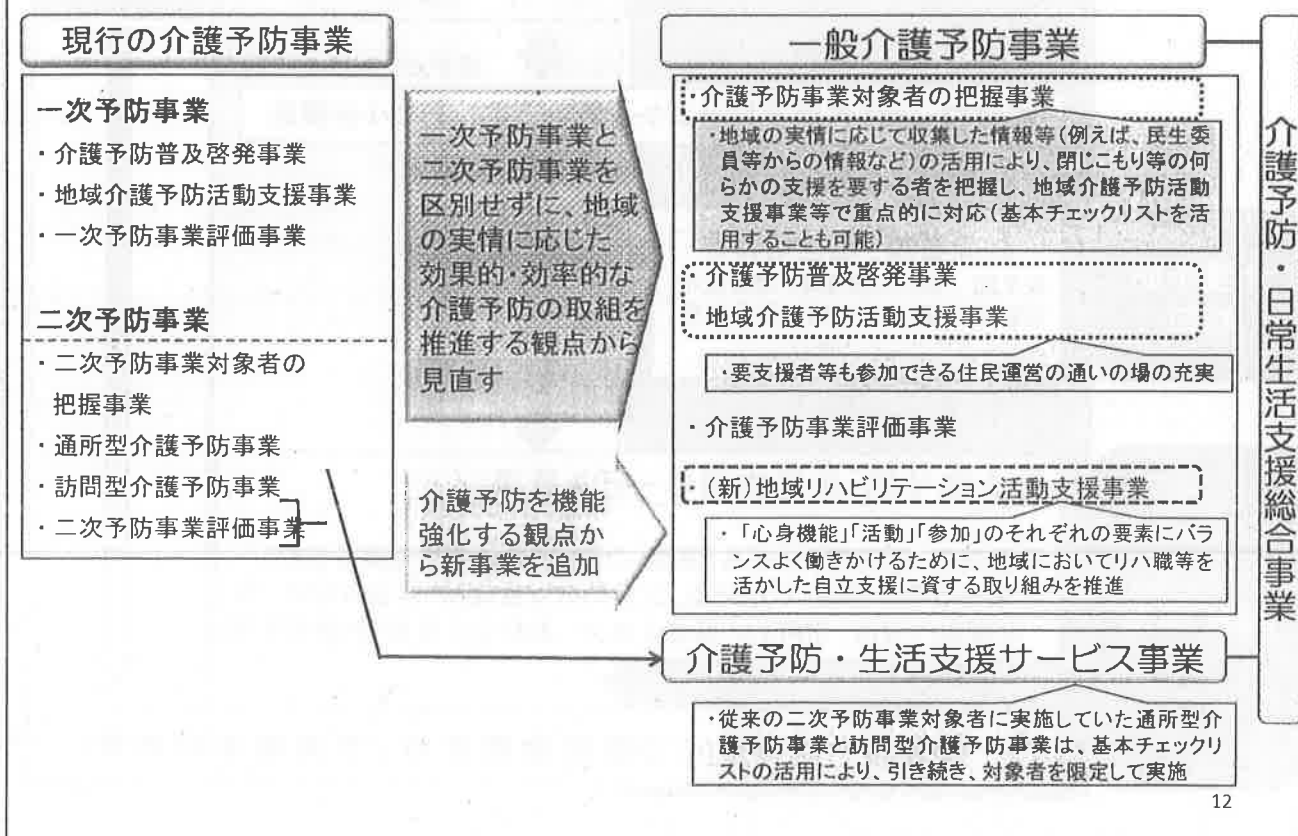 現行の介護予防事業
一次予防事業
・介護予防普及啓発事業
・地域介護予防活動支援事業
・一次予防事業評価事業
二次予防事業
・二次予防事業対象者の
把握事業
・通所型介護予防事業
・訪問型介護予防事業
・二次予防事業評価事業
一次予防事業と
二次予防事業を
区別せずに、地域
の実情に応じた
効果的・効率的な
介護予防の取組を
推進する観点から
見直す
介護予防を機能
強化する観点か
ら新事業を追加
一般介護予防事業
・介護予防事業対象者の把握事業
・地域の実情に応じて収集した情報等(例えば、民生委
員等からの情報など)の活用により、閉じこもり等の何
らかの支援を要する者を把握し、地域介護予防活動
支援事業等で重点的に対応(基本チェックリストを活
用することも可能)
・介護予防普及啓発事業
・地域介護予防活動支援事業
・要支援者等も参加できる住民運営の通いの場の充実
・介護予防事業評価事業
・(新)地域リハビリテーション活動支援事業
・「心身機能」「活動」「参加」のそれぞれの要素にバラ
ンスよく働きかけるために、地域においてリハ職等を
活かした自立支援に資する取り組みを推進
介護予防・生活支援サービス事業
・従来の二次予防事業対象者に実施していた通所型介
護予防事業と訪問型介護予防事業は、基本チェックリ
ストの活用により、引き続き、対象者を限定して実施
介護予防・日常生活支援総合事業
12